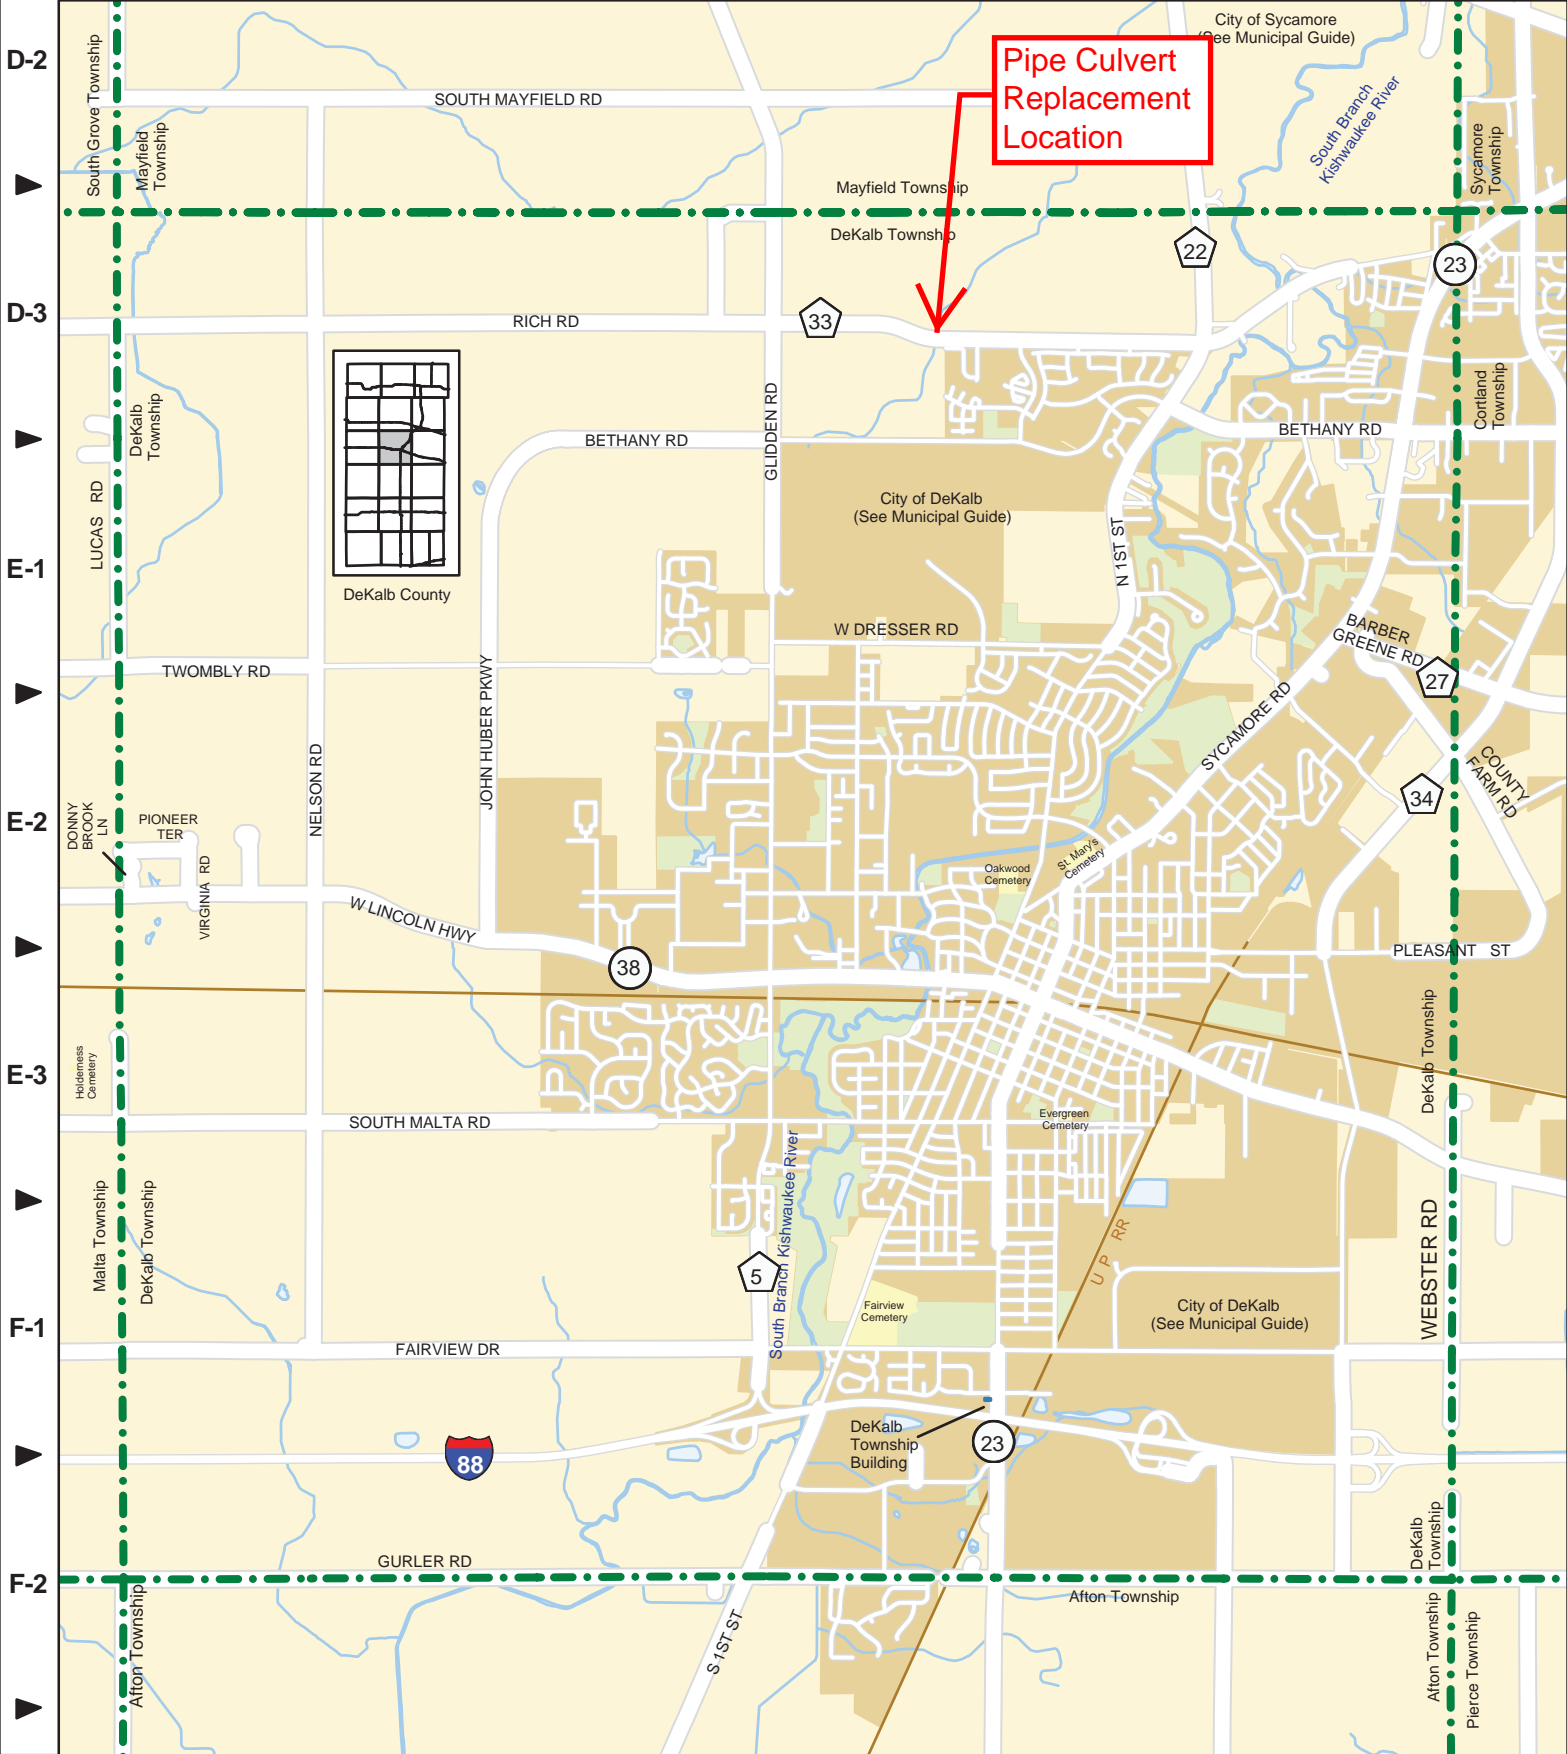 D-2
D-3
E-1
E-2
E-3
F-1
F-2
City of Sycamore
(See Municipal Guide)
Pipe Culvert
Replacement
Location
South Grove Township
Mayfield
Township
SOUTH MAYFIELD RD
South Branch
Kishwaukee River
Sycamore
Township
Mayfield Township
DeKalb Township
22
23
RICH RD
33
DeKalb
Township
LUCAS RD
DeKalb County
BETHANY RD
GLIDDEN RD
BETHANY RD
Cortland
Township
City of DeKalb
(See Municipal Guide)
N 1ST ST
W DRESSER RD
BARBER
GREENE RD
27
TWOMBLY RD
JOHN HUBER PKWY
NELSON RD
SYCAMORE RD
COUNTY
FARM RD
34
DONNY
BROOK
LN
PIONEER
TER
VIRGINIA RD
W LINCOLN HWY
Oakwood
Cemetery
St. Mary's
Cemetery
38
PLEASANT ST
DeKalb Township
Holderness
Cemetery
SOUTH MALTA RD
Evergreen
Cemetery
Malta Township
DeKalb Township
South Branch Kishwaukee River
5
U P RR
WEBSTER RD
Fairview
Cemetery
City of DeKalb
(See Municipal Guide)
FAIRVIEW DR
DeKalb
Township
Building
23
88
GURLER RD
DeKalb
Township
Afton Township
Afton Township
S 1ST ST
Afton Township
Pierce Township